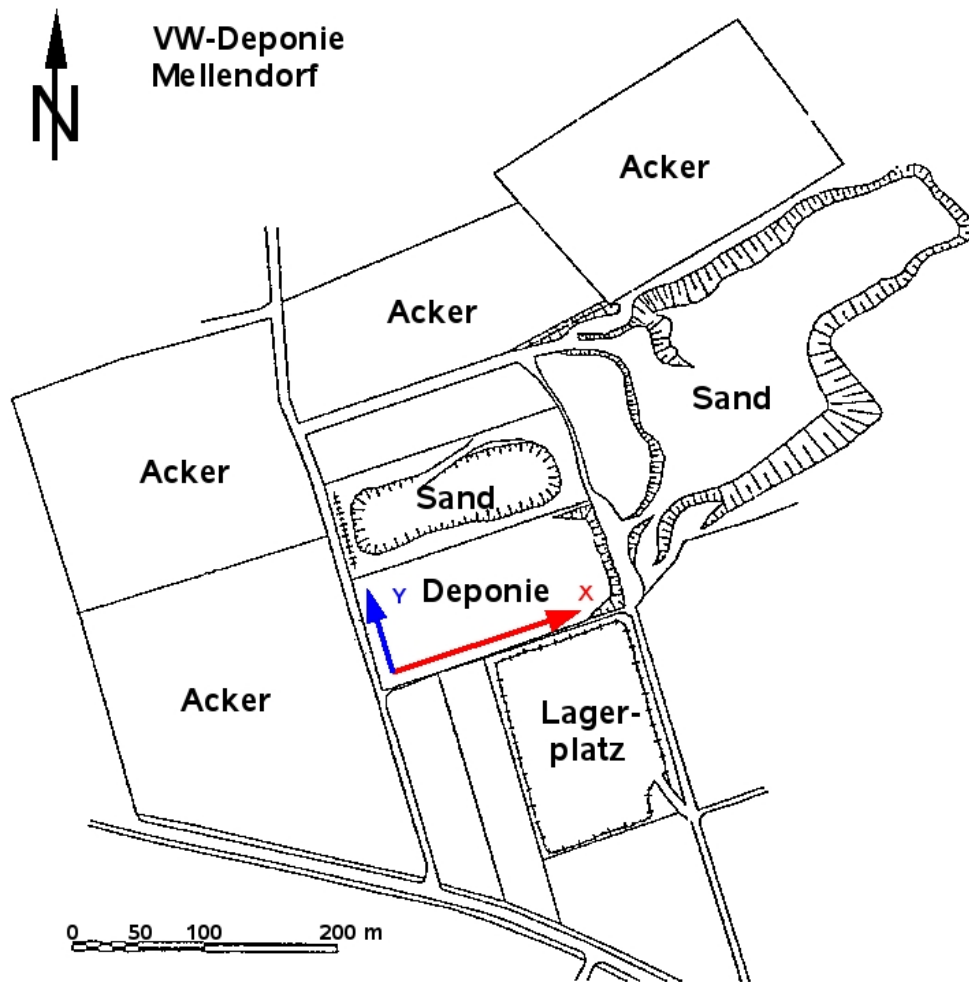 VW-Deponie
Mellendorf
N
Acker
Acker
Sand
Acker
Sand
Deponie
Y
X
Acker
Lager-
platz
0 50 100 200 m